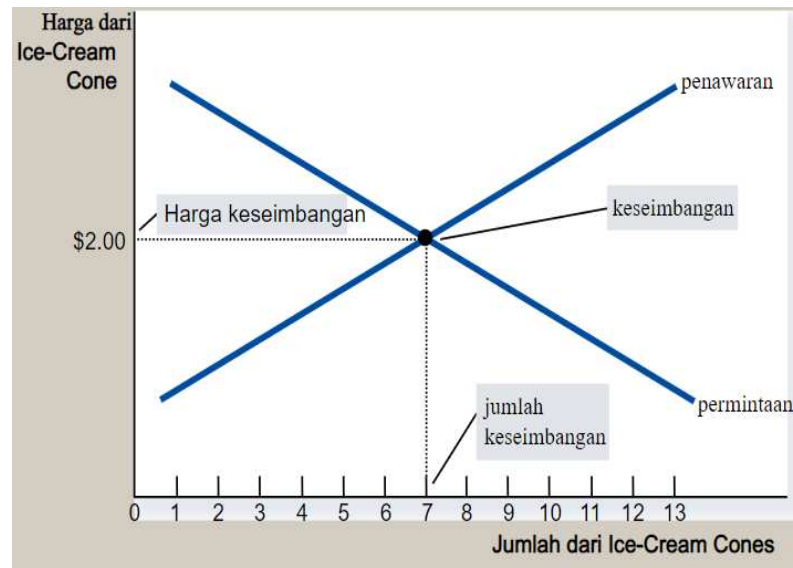 Harga dari
Ice-Cream
Cone
penawaran
Harga keseimbangan
keseimbangan
$2.00
jumlah
keseimbangan
permintaan
0 1 2 3 4 5 6 7 8 9 10 11 12 13
Jumlah dari Ice-Cream Cones